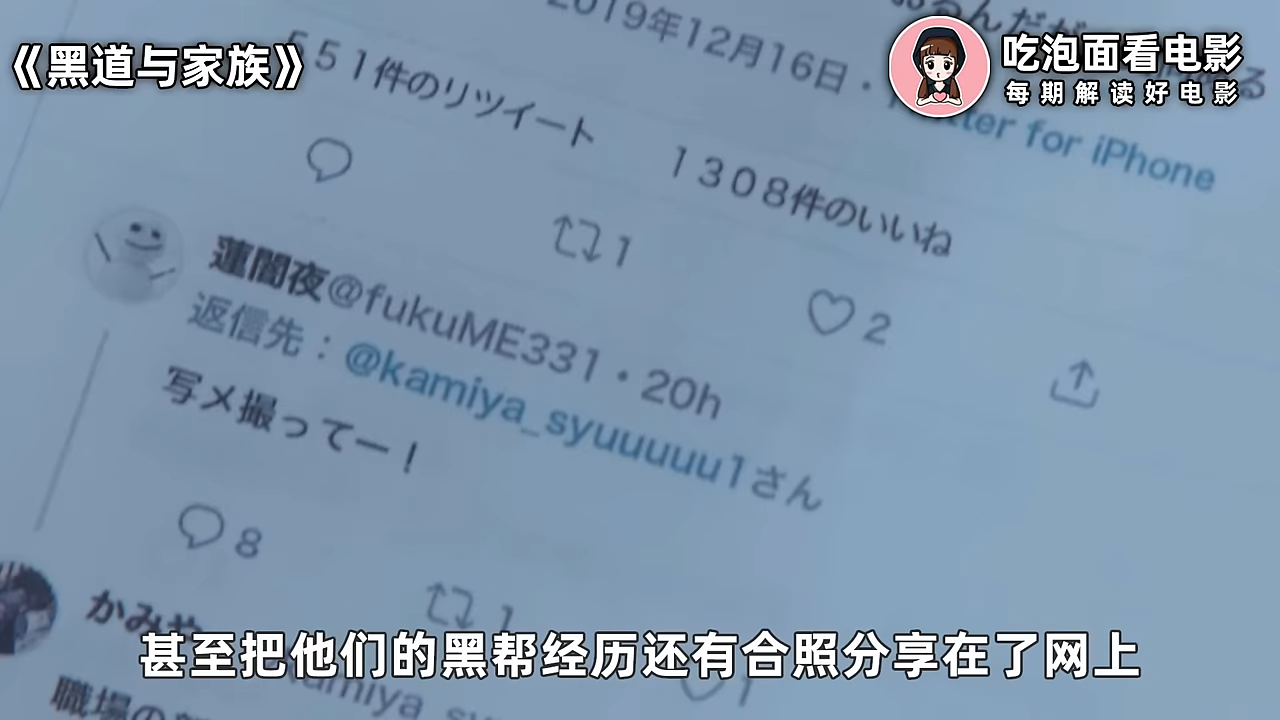 《黑道与家族》
吃泡面看电影
每期解读好电影
2019年12月16日・Twitter for iPhone
551件のリツイート 1308件のいいね
1
2
蓮闇夜@fukuME331・20h
返信先：@kamiya_syuuuuu1さん
写メ撮ってー！
8
1
1
かみや
甚至把他们的黑帮经历还有合照分享在了网上